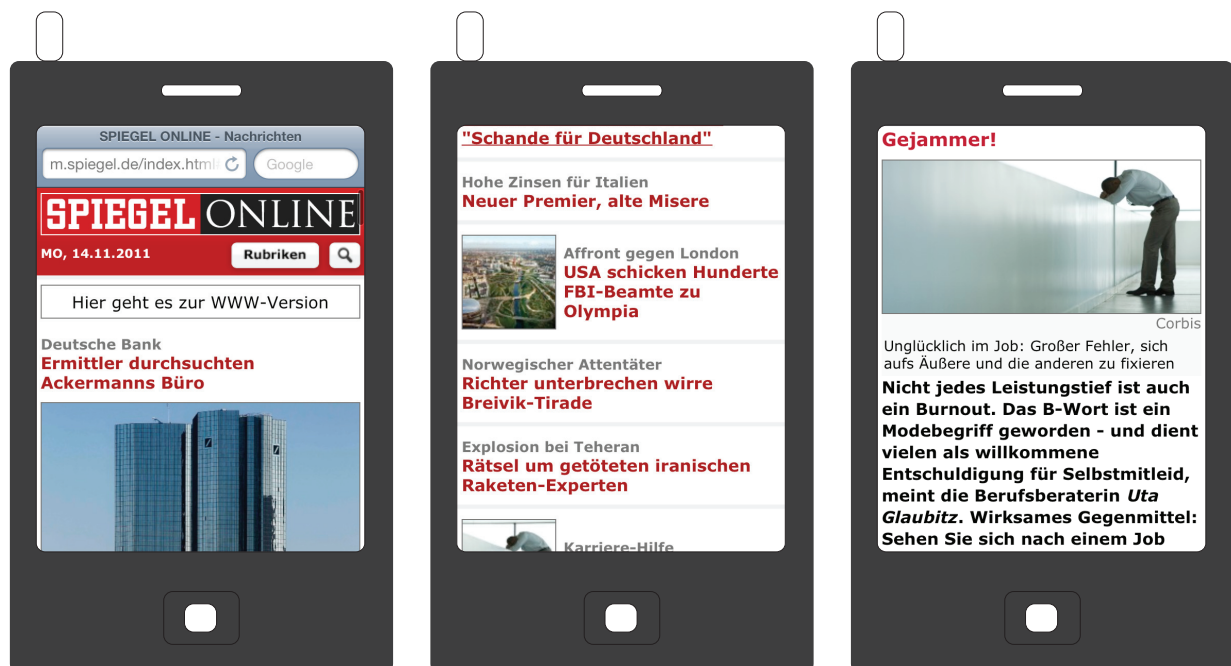 SPIEGEL ONLINE - Nachrichten
m.spiegel.de/index.html
Google
SPIEGEL ONLINE
MO, 14.11.2011
Rubriken
Hier geht es zur WWW-Version
Deutsche Bank
Ermittler durchsuchten
Ackermanns Büro
"Schande für Deutschland"
Hohe Zinsen für Italien
Neuer Premier, alte Misere
Affront gegen London
USA schicken Hunderte
FBI-Beamte zu
Olympia
Norwegischer Attentäter
Richter unterbrechen wirre
Breivik-Tirade
Explosion bei Teheran
Rätsel um getöteten iranischen
Raketen-Experten
Karriere-Hilfe
Gejammer!
Corbis
Unglücklich im Job: Großer Fehler, sich
aufs Äußere und die anderen zu fixieren
Nicht jedes Leistungstief ist auch
ein Burnout. Das B-Wort ist ein
Modebegriff geworden - und dient
vielen als willkommene
Entschuldigung für Selbstmitleid,
meint die Berufsberaterin Uta
Glaubitz. Wirksames Gegenmittel:
Sehen Sie sich nach einem Job